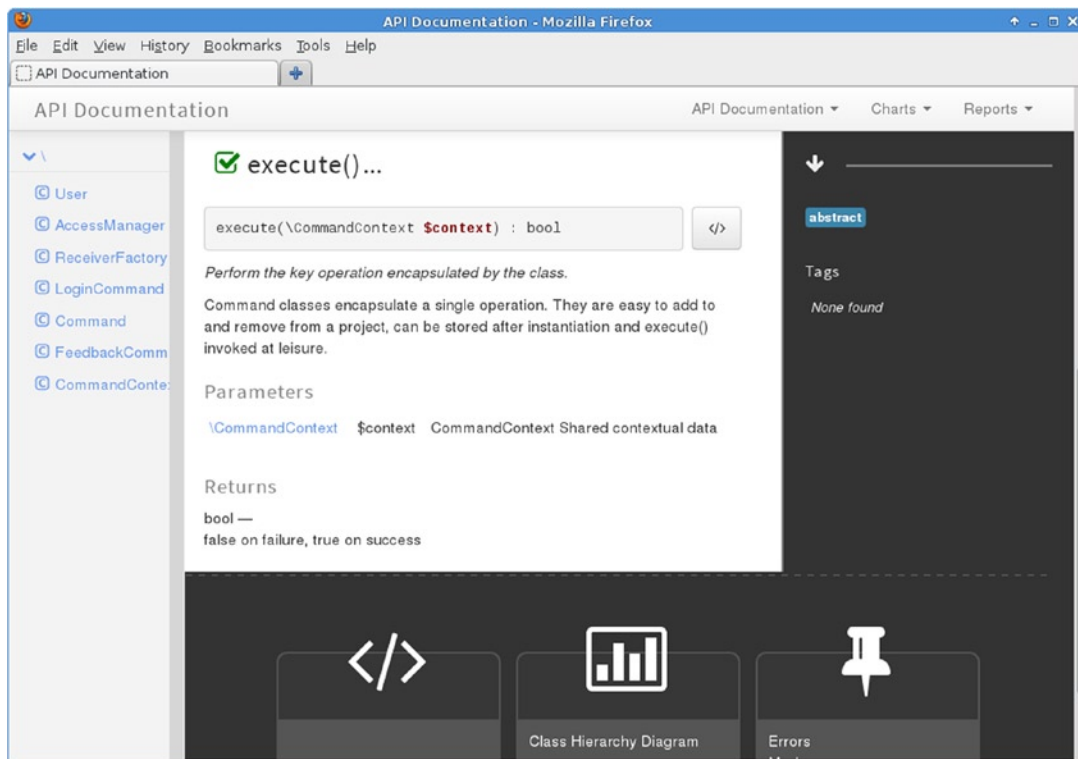 API Documentation - Mozilla Firefox
File Edit View History Bookmarks Tools Help
API Documentation
API Documentation
API Documentation Charts Reports
\
User
AccessManager
ReceiverFactory
LoginCommand
Command
FeedbackComm
CommandConte
execute()...
execute(\CommandContext $context) : bool
</>
Perform the key operation encapsulated by the class.
Command classes encapsulate a single operation. They are easy to add to
and remove from a project, can be stored after instantiation and execute()
invoked at leisure.
Parameters
\CommandContext $context CommandContext Shared contextual data
Returns
bool —
false on failure, true on success
abstract
Tags
None found
</>
Class Hierarchy Diagram
Errors